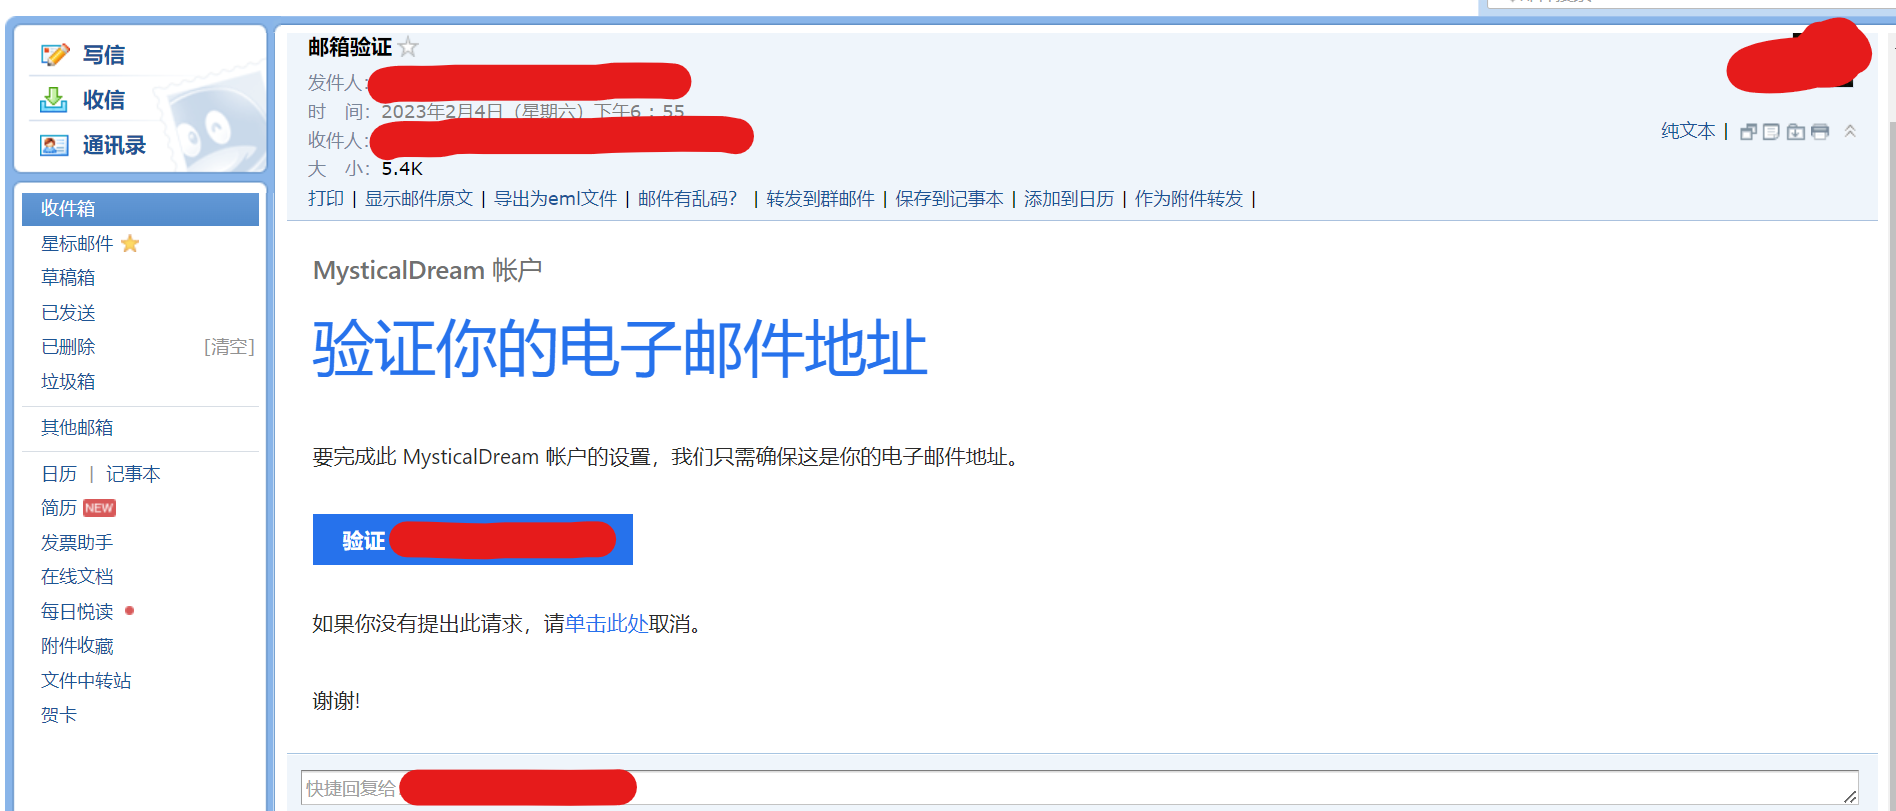 写信
收信
通讯录
收件箱
星标邮件
草稿箱
已发送
已删除 [清空]
垃圾箱
其他邮箱
日历 | 记事本
简历 NEW
发票助手
在线文档
每日悦读
附件收藏
文件中转站
贺卡
邮箱验证
发件人：
时 间：2023年2月4日（星期六）下午6：55
收件人：
大 小：5.4K
纯文本 |
打印 | 显示邮件原文 | 导出为eml文件 | 邮件有乱码？ | 转发到群邮件 | 保存到记事本 | 添加到日历 | 作为附件转发 |
MysticalDream 帐户
验证你的电子邮件地址
要完成此 MysticalDream 帐户的设置，我们只需确保这是你的电子邮件地址。
验证
如果你没有提出此请求，请单击此处取消。
谢谢!
快捷回复给